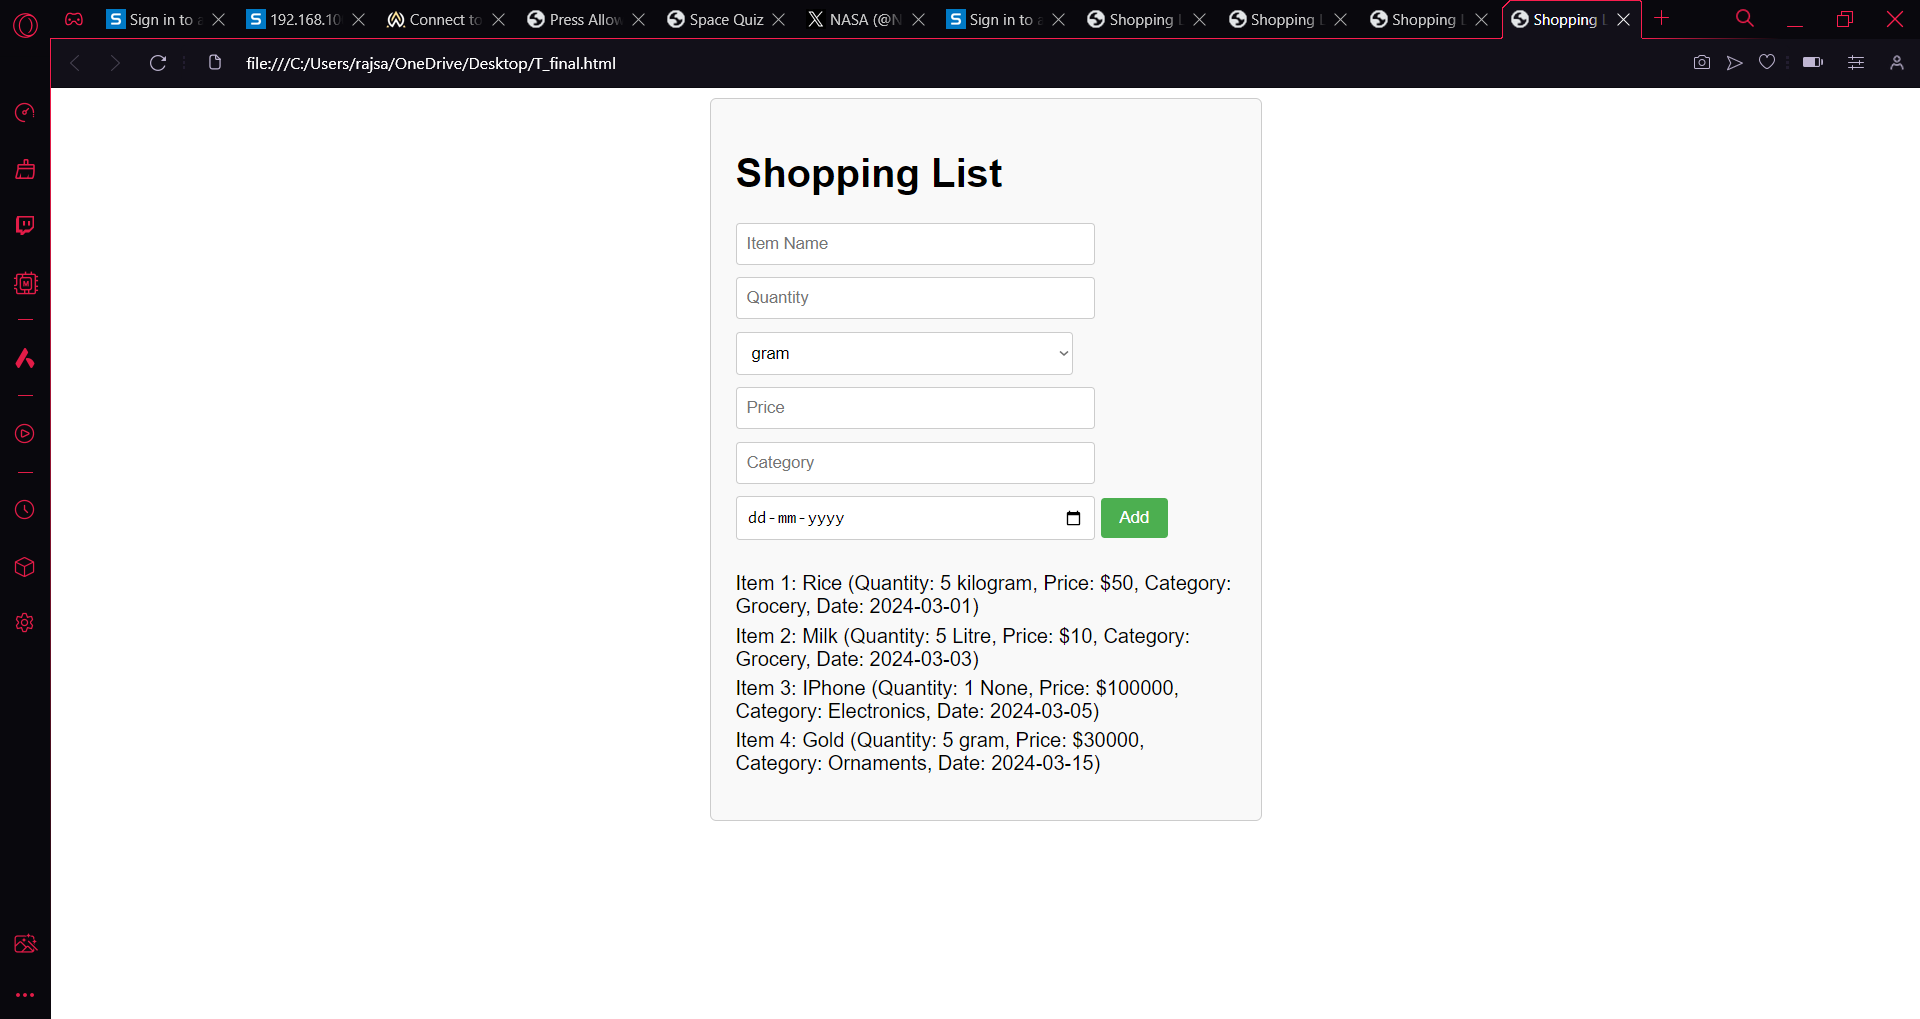 Sign in to a
192.168.10
Connect to
Press Allow
Space Quiz
NASA (@N
Sign in to a
Shopping L
Shopping L
Shopping L
Shopping L
file:///C:/Users/rajsa/OneDrive/Desktop/T_final.html
Shopping List
Item Name
Quantity
gram
Price
Category
dd-mm-yyyy
Add
Item 1: Rice (Quantity: 5 kilogram, Price: $50, Category:
Grocery, Date: 2024-03-01)
Item 2: Milk (Quantity: 5 Litre, Price: $10, Category:
Grocery, Date: 2024-03-03)
Item 3: IPhone (Quantity: 1 None, Price: $100000,
Category: Electronics, Date: 2024-03-05)
Item 4: Gold (Quantity: 5 gram, Price: $30000,
Category: Ornaments, Date: 2024-03-15)